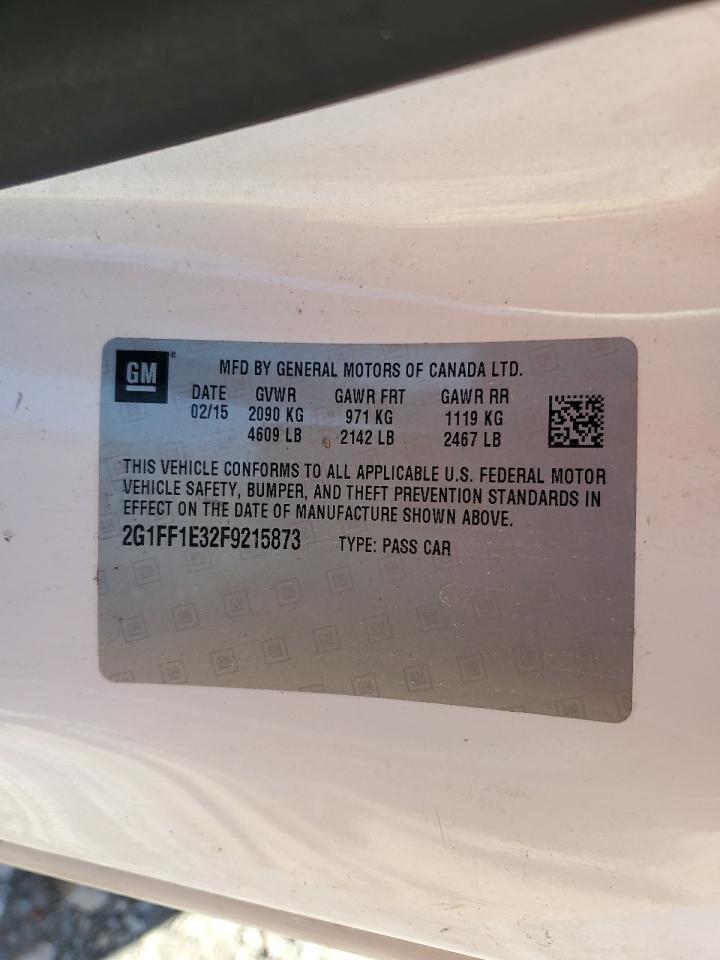 GM® MFD BY GENERAL MOTORS OF CANADA LTD.
DATE GVWR GAWR FRT GAWR RR
02/15 2090 KG 971 KG 1119 KG
4609 LB 2142 LB 2467 LB
THIS VEHICLE CONFORMS TO ALL APPLICABLE U.S. FEDERAL MOTOR
VEHICLE SAFETY, BUMPER, AND THEFT PREVENTION STANDARDS IN
EFFECT ON THE DATE OF MANUFACTURE SHOWN ABOVE.
2G1FF1E32F9215873 TYPE: PASS CAR